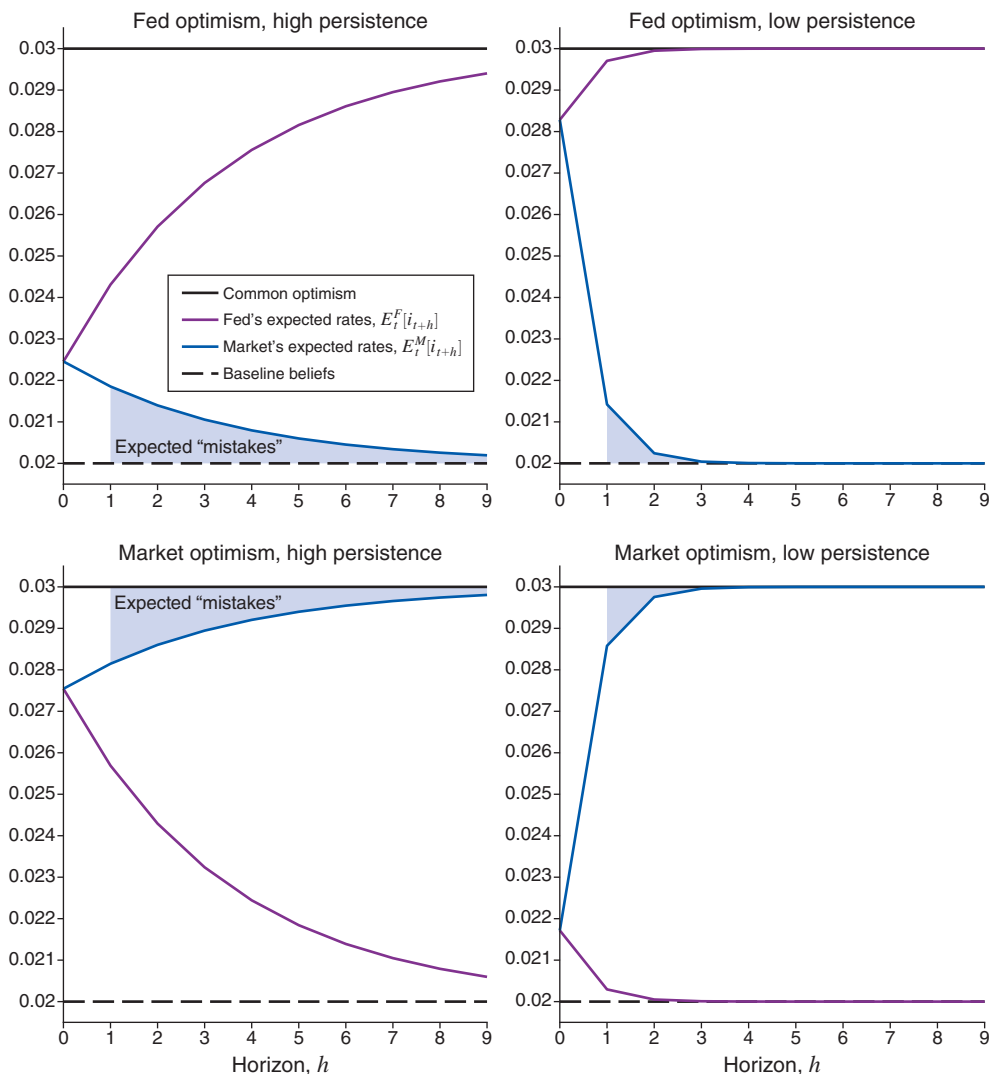 Fed optimism, high persistence
0.03
0.029
0.028
0.027
0.026
0.025
0.024
0.023
0.022
0.021
0.02
Common optimism
Fed's expected rates, E_t^F[i_{t+h}]
Market's expected rates, E_t^M[i_{t+h}]
Baseline beliefs
Expected “mistakes”
0 1 2 3 4 5 6 7 8 9
Fed optimism, low persistence
0.03
0.029
0.028
0.027
0.026
0.025
0.024
0.023
0.022
0.021
0.02
0 1 2 3 4 5 6 7 8 9
Market optimism, high persistence
0.03
Expected “mistakes”
0.029
0.028
0.027
0.026
0.025
0.024
0.023
0.022
0.021
0.02
0 1 2 3 4 5 6 7 8 9
Horizon, h
Market optimism, low persistence
0.03
0.029
0.028
0.027
0.026
0.025
0.024
0.023
0.022
0.021
0.02
0 1 2 3 4 5 6 7 8 9
Horizon, h